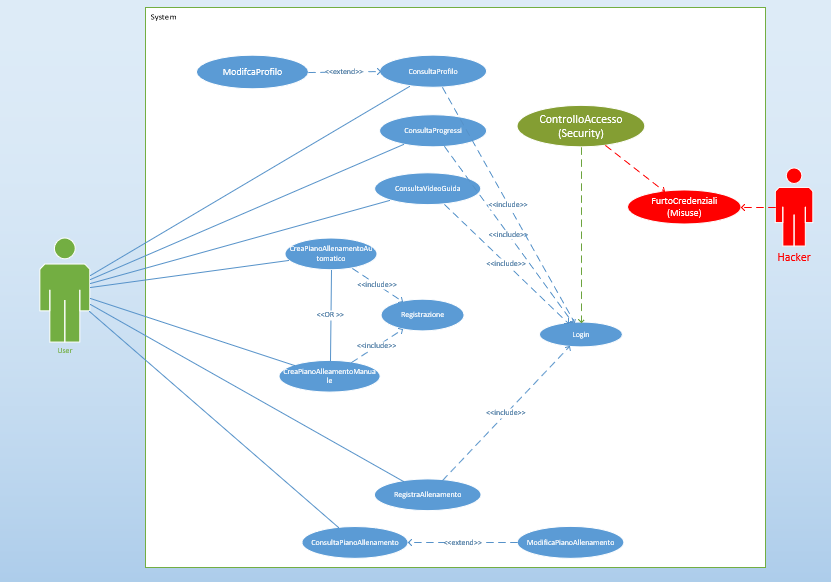 System
ModifcaProfilo
<<extend>>
ConsultaProfilo
ConsultaProgressi
ControlloAccesso
(Security)
ConsultaVideoGuida
<<include>>
FurtoCredenziali
(Misuse)
<<include>>
Hacker
CreaPianoAllenamentoAu
tomatico
<<include>>
<<include>>
<<OR >>
Registrazione
Login
<<include>>
User
CreaPianoAlleamentoManua
le
<<include>>
RegistraAllenamento
ConsultaPianoAllenamento
<<extend>>
ModificaPianoAllenamento